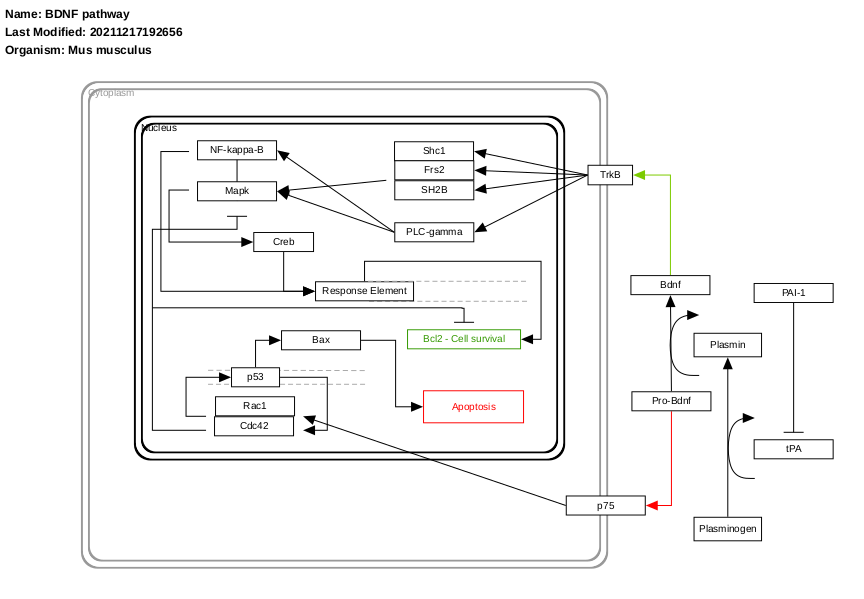 Name: BDNF pathway
Last Modified: 20211217192656
Organism: Mus musculus
Cytoplasm
Nucleus
NF-kappa-B
Shc1
Frs2
TrkB
Mapk
SH2B
PLC-gamma
Creb
Bdnf
PAI-1
Response Element
Bax
Bcl2 - Cell survival
Plasmin
p53
Rac1
Apoptosis
Pro-Bdnf
Cdc42
tPA
p75
Plasminogen